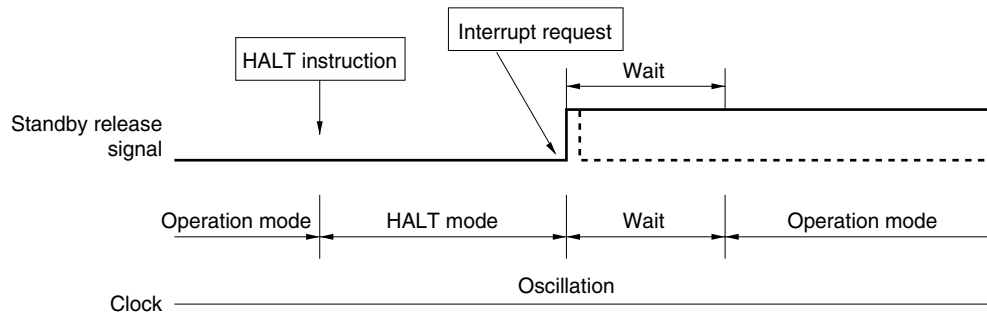 Interrupt request
HALT instruction
Wait
Standby release
signal
Operation mode
HALT mode
Wait
Operation mode
Oscillation
Clock